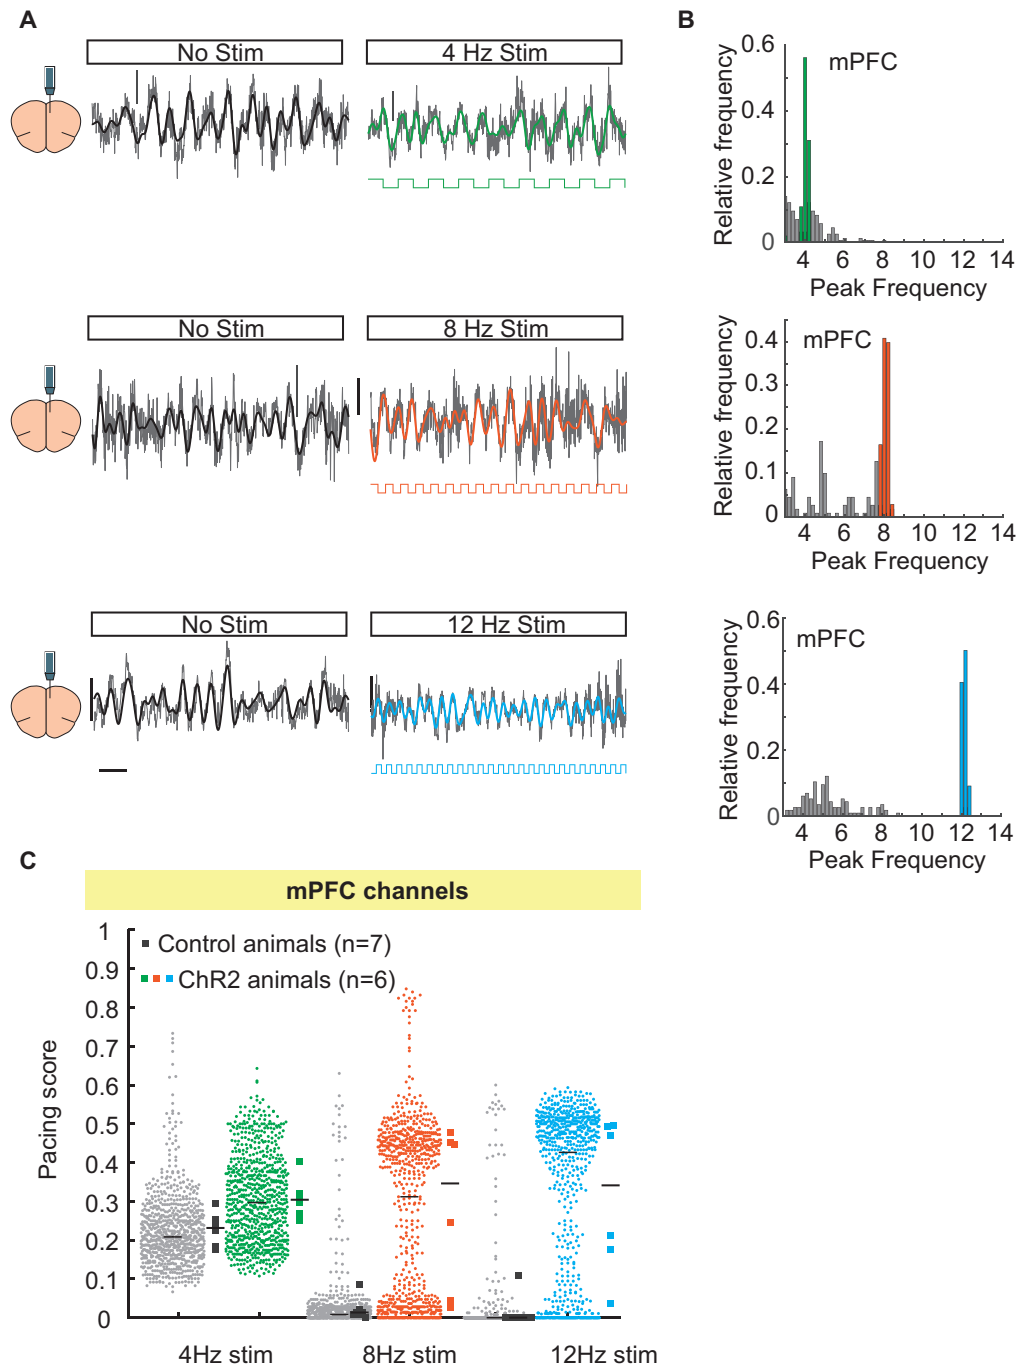 A
No Stim
4 Hz Stim
No Stim
8 Hz Stim
No Stim
12 Hz Stim
B
mPFC
Relative frequency
0.6
0.4
0.2
0
4 6 8 10 12 14
Peak Frequency
mPFC
Relative frequency
0.4
0.3
0.2
0.1
0
4 6 8 10 12 14
Peak Frequency
mPFC
Relative frequency
0.6
0.4
0.2
0
4 6 8 10 12 14
Peak Frequency
C
mPFC channels
Control animals (n=7)
ChR2 animals (n=6)
Pacing score
1
0.9
0.8
0.7
0.6
0.5
0.4
0.3
0.2
0.1
0
4Hz stim 8Hz stim 12Hz stim